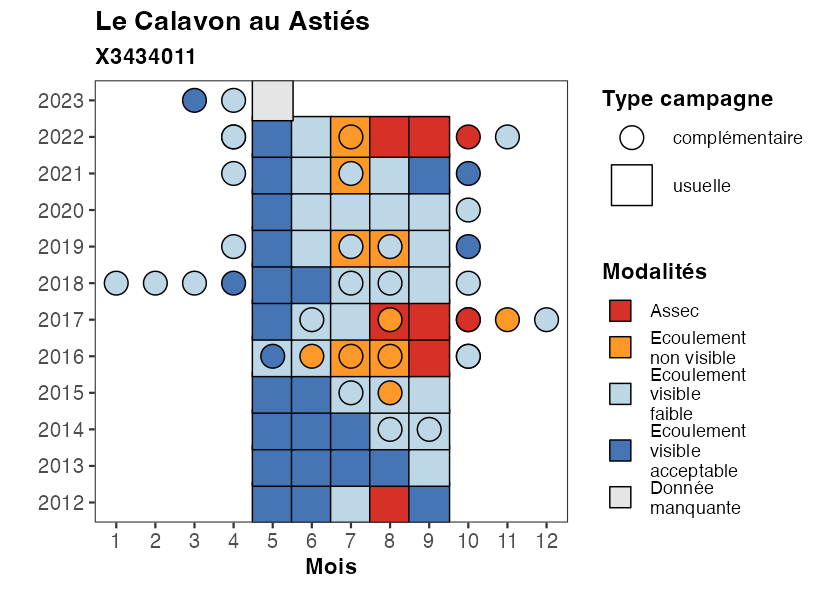 Le Calavon au Astiés
X3434011
2023
2022
2021
2020
2019
2018
2017
2016
2015
2014
2013
2012
1 2 3 4 5 6 7 8 9 10 11 12
Mois
Type campagne
complémentaire
usuelle
Modalités
Assec
Ecoulement
non visible
Ecoulement
visible
faible
Ecoulement
visible
acceptable
Donnée
manquante